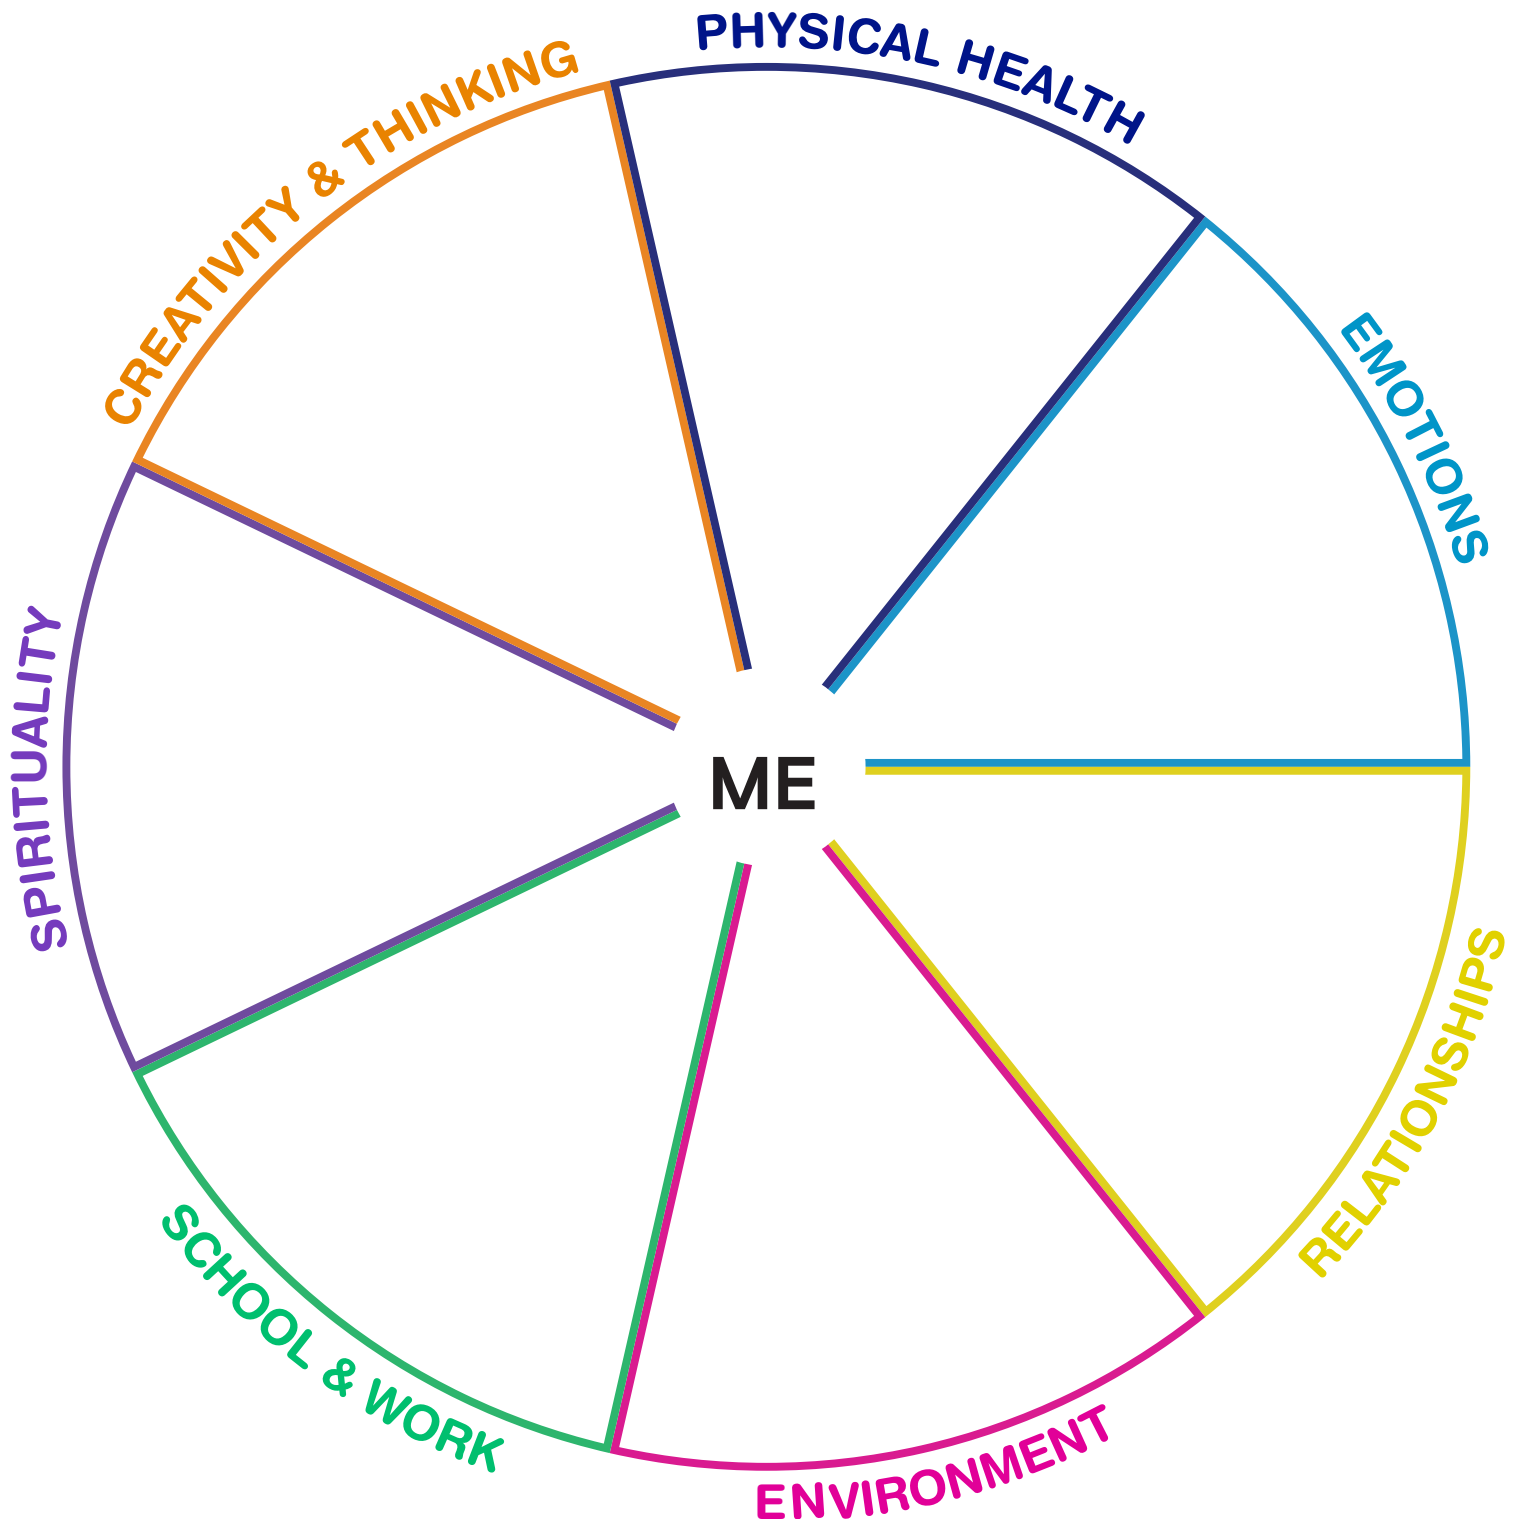 PHYSICAL HEALTH
EMOTIONS
RELATIONSHIPS
ENVIRONMENT
SCHOOL & WORK
SPIRITUALITY
CREATIVITY & THINKING
ME